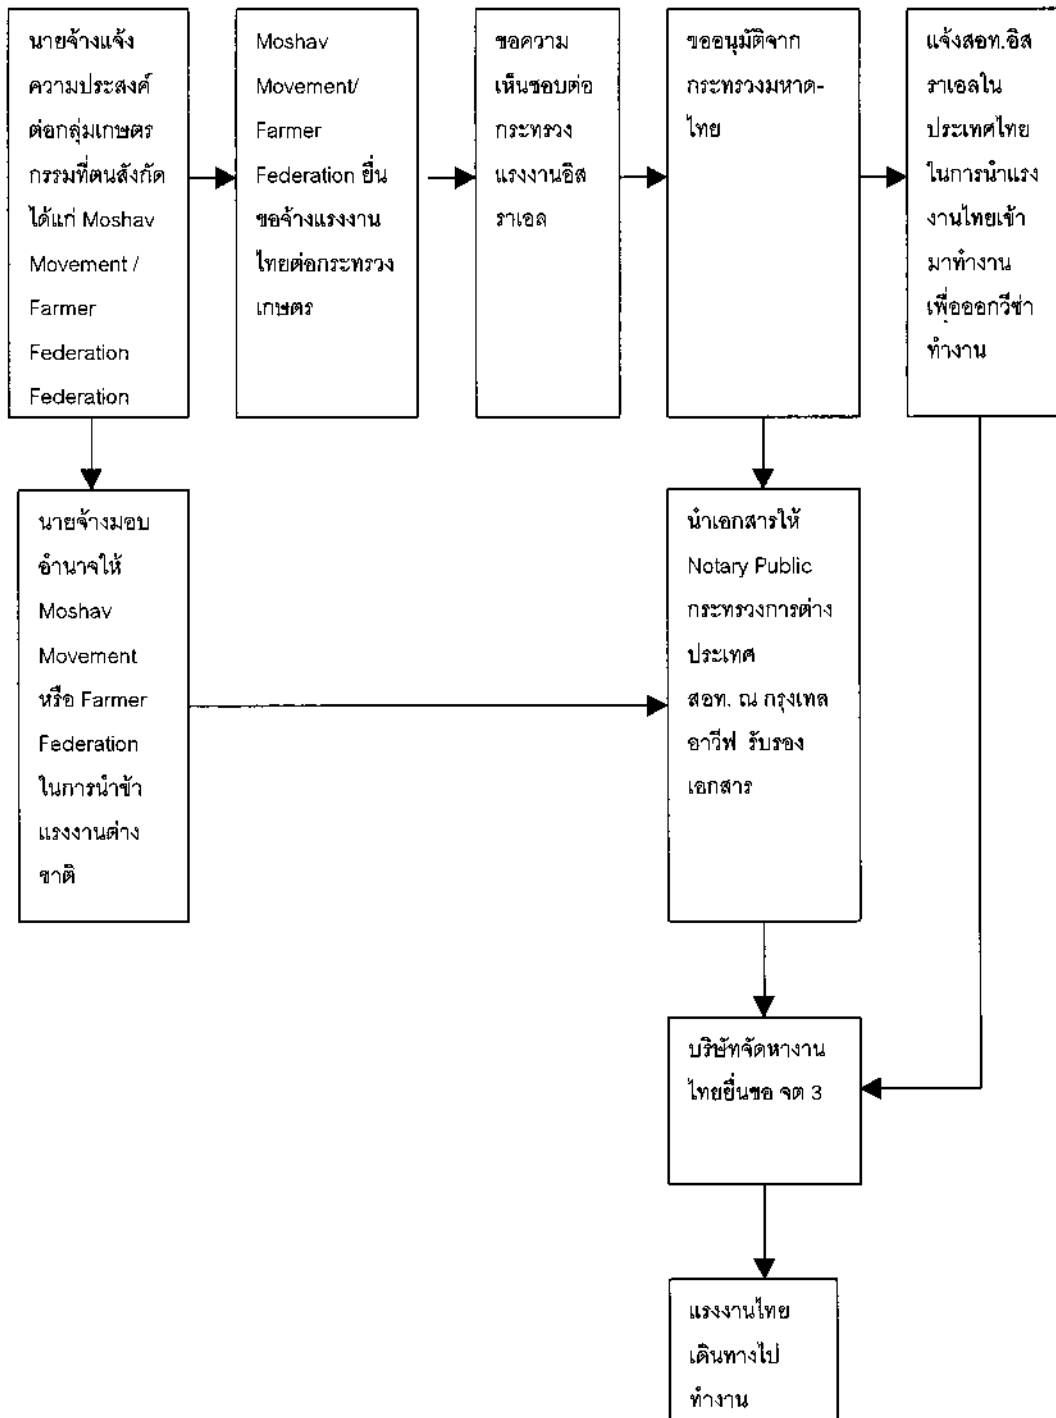 นายจ้างแจ้ง
ความประสงค์
ต่อกลุ่มเกษตร
กรรมที่ตนสังกัด
ได้แก่ Moshav
Movement /
Farmer
Federation
Federation
Moshav
Movement/
Farmer
Federation ยื่น
ขอจ้างแรงงาน
ไทยต่อกระทรวง
เกษตร
ขอความ
เห็นชอบต่อ
กระทรวง
แรงงานอิส
ราเอล
ขออนุมัติจาก
กระทรวงมหาด-
ไทย
แจ้งสอท.อิส
ราเอลใน
ประเทศไทย
ในการนำแรง
งานไทยเข้า
มาทำงาน
เพื่อออกวีซ่า
ทำงาน
นายจ้างมอบ
อำนาจให้
Moshav
Movement
หรือ Farmer
Federation
ในการนำข้า
แรงงานต่าง
ชาติ
นำเอกสารให้
Notary Public
กระทรวงการต่าง
ประเทศ
สอท. ณ กรุงเทล
อาวีฟ รับรอง
เอกสาร
บริษัทจัดหางาน
ไทยยื่นขอ จต 3
แรงงานไทย
เดินทางไป
ทำงาน